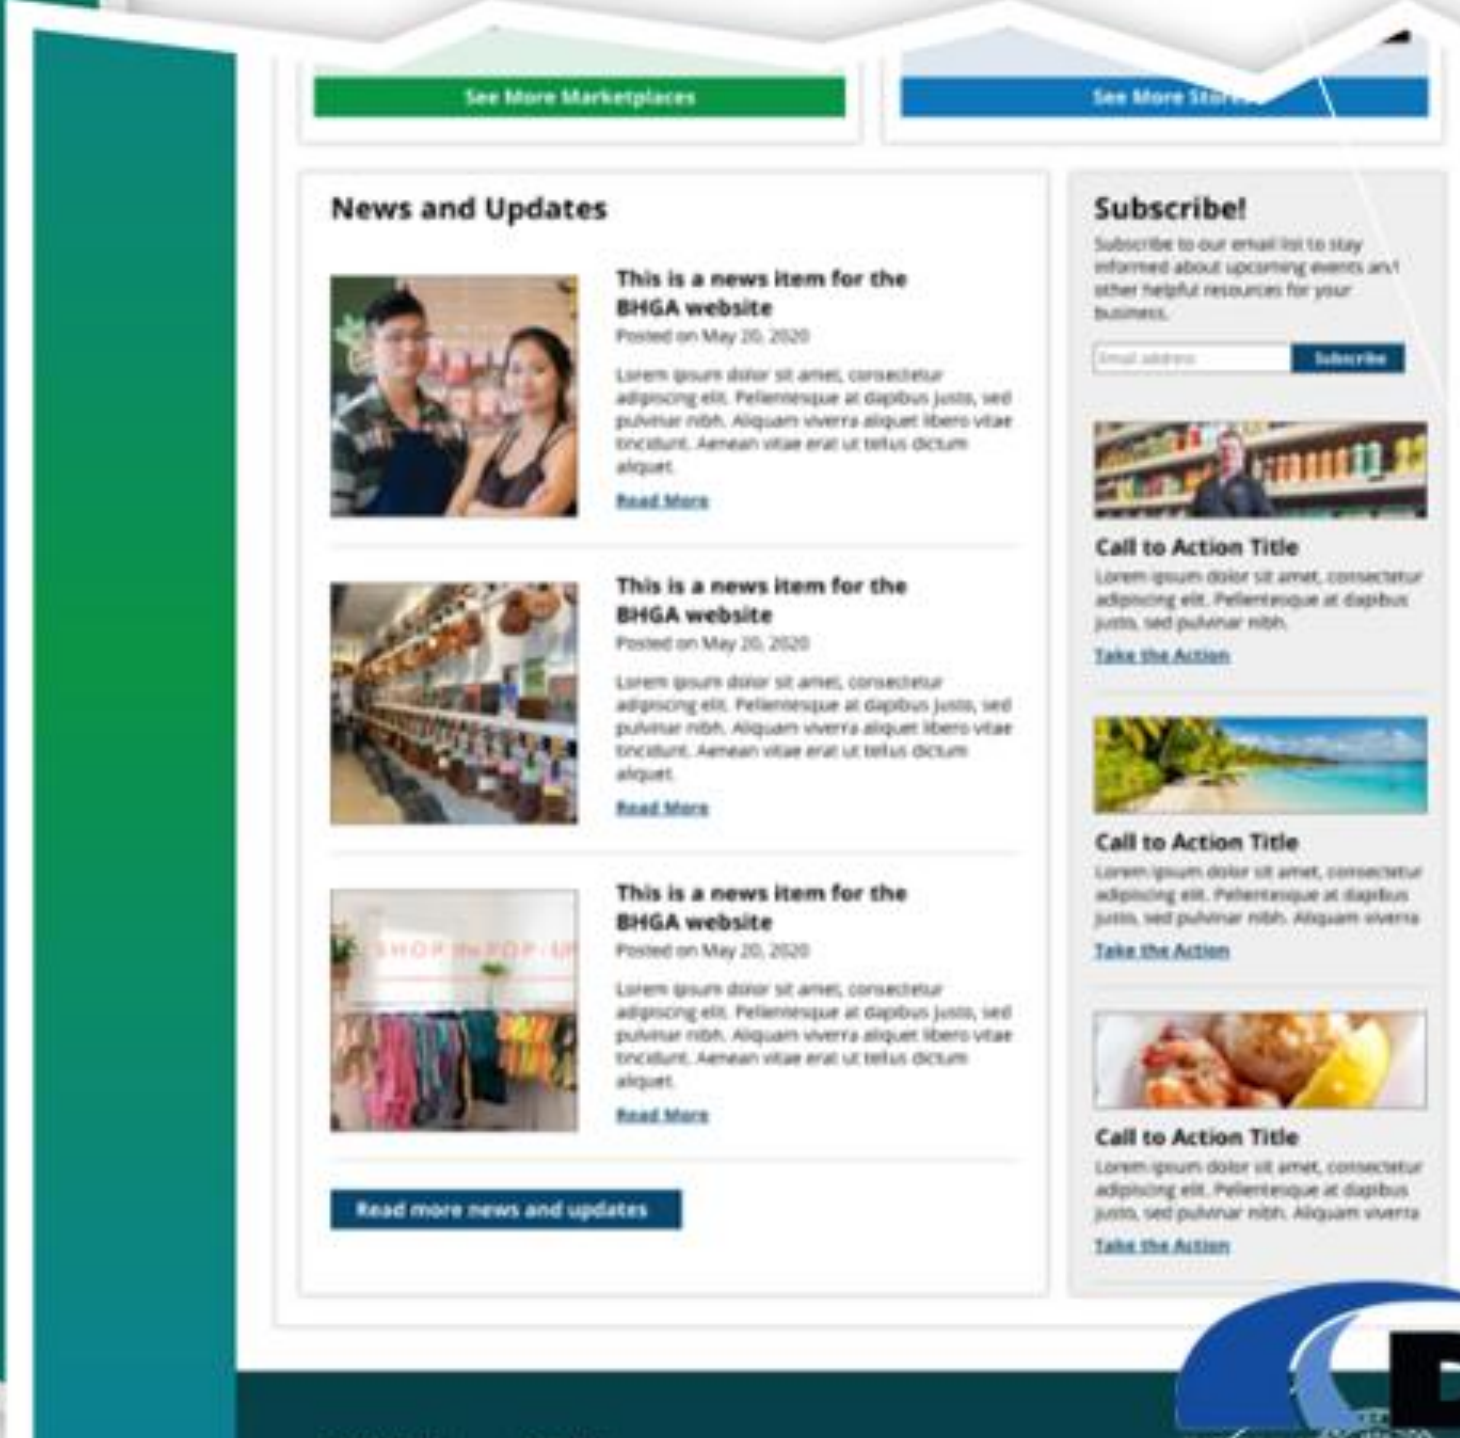 See More Marketplaces
See More Stores
News and Updates
This is a news item for the
BHGA website
Posted on May 20, 2020
Lorem ipsum dolor sit amet, consectetur
adipiscing elit. Pellentesque at dapibus justo, sed
pulvinar nibh. Aliquam viverra aliquet libero vitae
tincidunt. Aenean vitae erat ut tellus dictum
aliquet.
Read More
This is a news item for the
BHGA website
Posted on May 20, 2020
Lorem ipsum dolor sit amet, consectetur
adipiscing elit. Pellentesque at dapibus justo, sed
pulvinar nibh. Aliquam viverra aliquet libero vitae
tincidunt. Aenean vitae erat ut tellus dictum
aliquet.
Read More
SHOP the POP-UP
This is a news item for the
BHGA website
Posted on May 20, 2020
Lorem ipsum dolor sit amet, consectetur
adipiscing elit. Pellentesque at dapibus justo, sed
pulvinar nibh. Aliquam viverra aliquet libero vitae
tincidunt. Aenean vitae erat ut tellus dictum
aliquet.
Read More
Read more news and updates
Subscribe!
Subscribe to our email list to stay
informed about upcoming events and
other helpful resources for your
business.
Email address
Subscribe
Call to Action Title
Lorem ipsum dolor sit amet, consectetur
adipiscing elit. Pellentesque at dapibus
justo, sed pulvinar nibh.
Take the Action
Call to Action Title
Lorem ipsum dolor sit amet, consectetur
adipiscing elit. Pellentesque at dapibus
justo, sed pulvinar nibh. Aliquam viverra
Take the Action
Call to Action Title
Lorem ipsum dolor sit amet, consectetur
adipiscing elit. Pellentesque at dapibus
justo, sed pulvinar nibh. Aliquam viverra
Take the Action